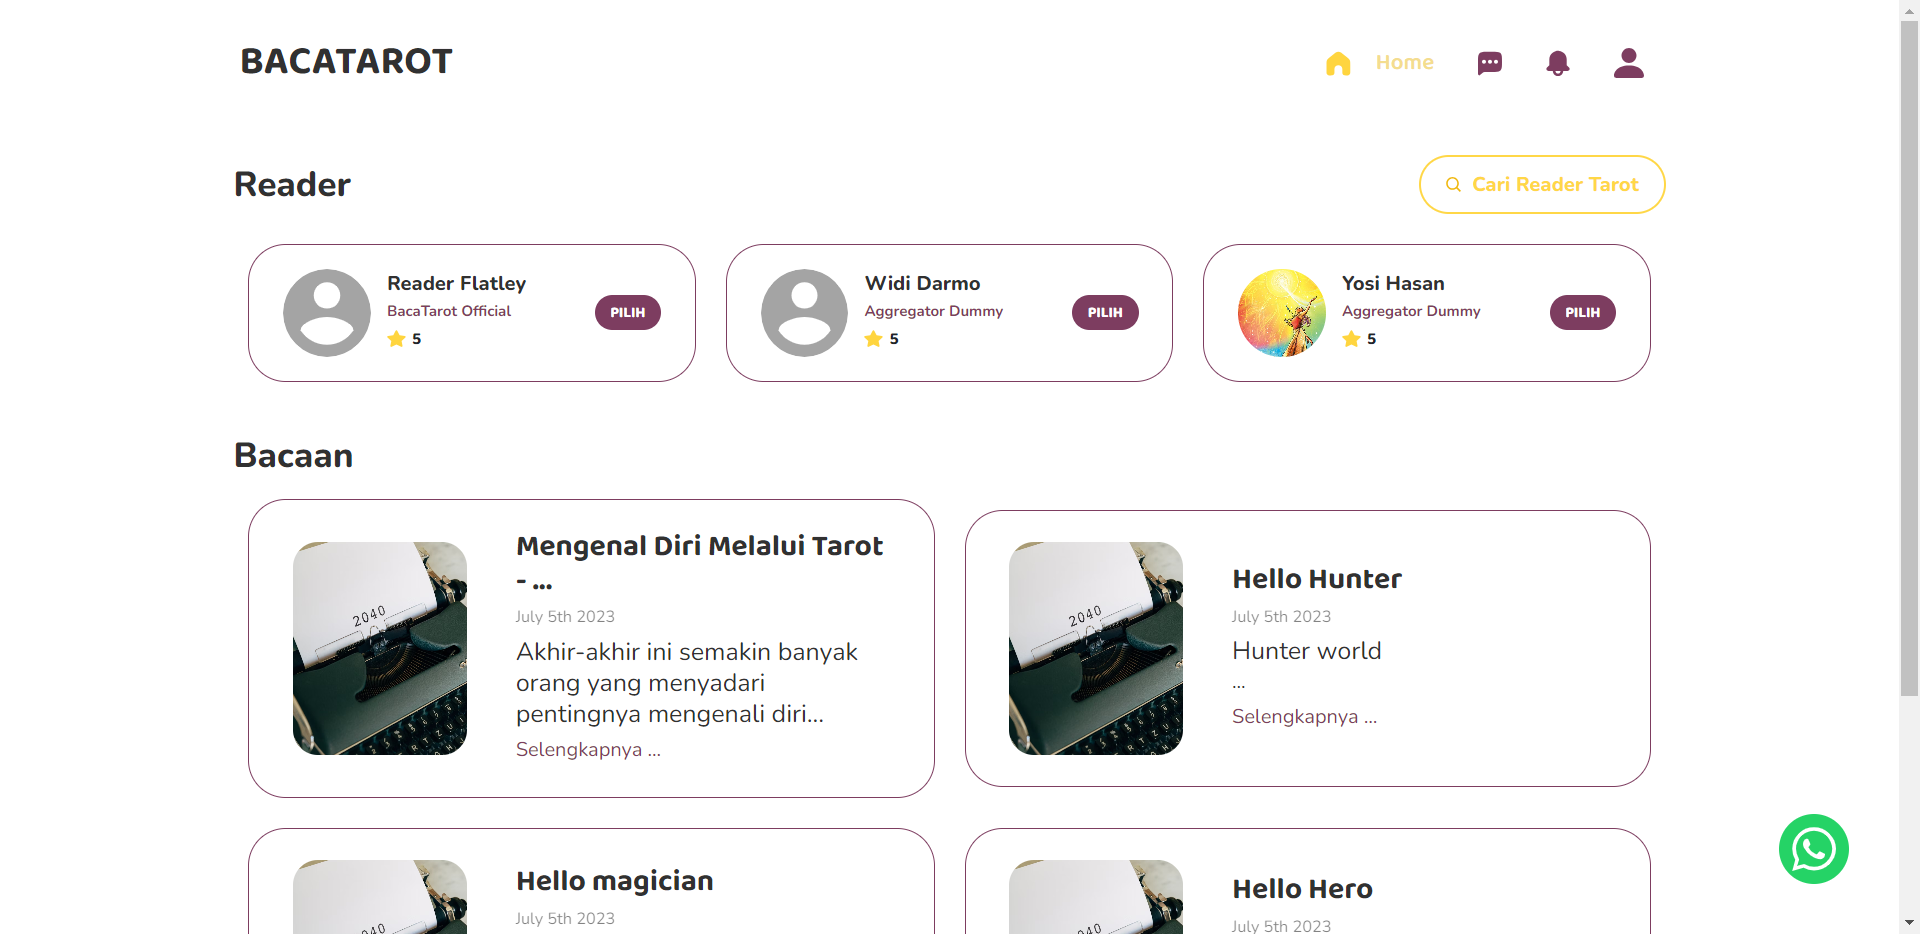 BACATAROT
Home
Reader
Cari Reader Tarot
Reader Flatley
BacaTarot Official
5
PILIH
Widi Darmo
Aggregator Dummy
5
PILIH
Yosi Hasan
Aggregator Dummy
5
PILIH
Bacaan
2040
Mengenal Diri Melalui Tarot
- ...
July 5th 2023
Akhir-akhir ini semakin banyak
orang yang menyadari
pentingnya mengenali diri...
Selengkapnya ...
2040
Hello Hunter
July 5th 2023
Hunter world
...
Selengkapnya ...
2040
Hello magician
July 5th 2023
2040
Hello Hero
July 5th 2023